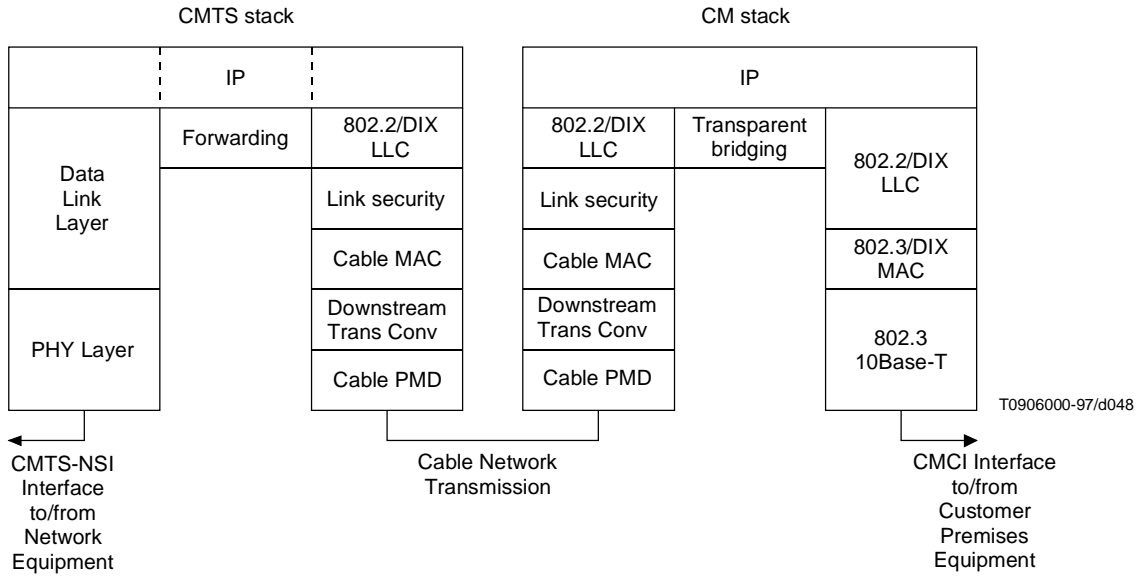 CMTS stack
CM stack
IP
IP
Data
Link
Layer
Forwarding
802.2/DIX
LLC
802.2/DIX
LLC
Transparent
bridging
802.2/DIX
LLC
Link security
Link security
Cable MAC
Cable MAC
802.3/DIX
MAC
PHY Layer
Downstream
Trans Conv
Downstream
Trans Conv
802.3
10Base-T
Cable PMD
Cable PMD
T0906000-97/d048
CMTS-NSI
Interface
to/from
Network
Equipment
Cable Network
Transmission
CMCI Interface
to/from
Customer
Premises
Equipment